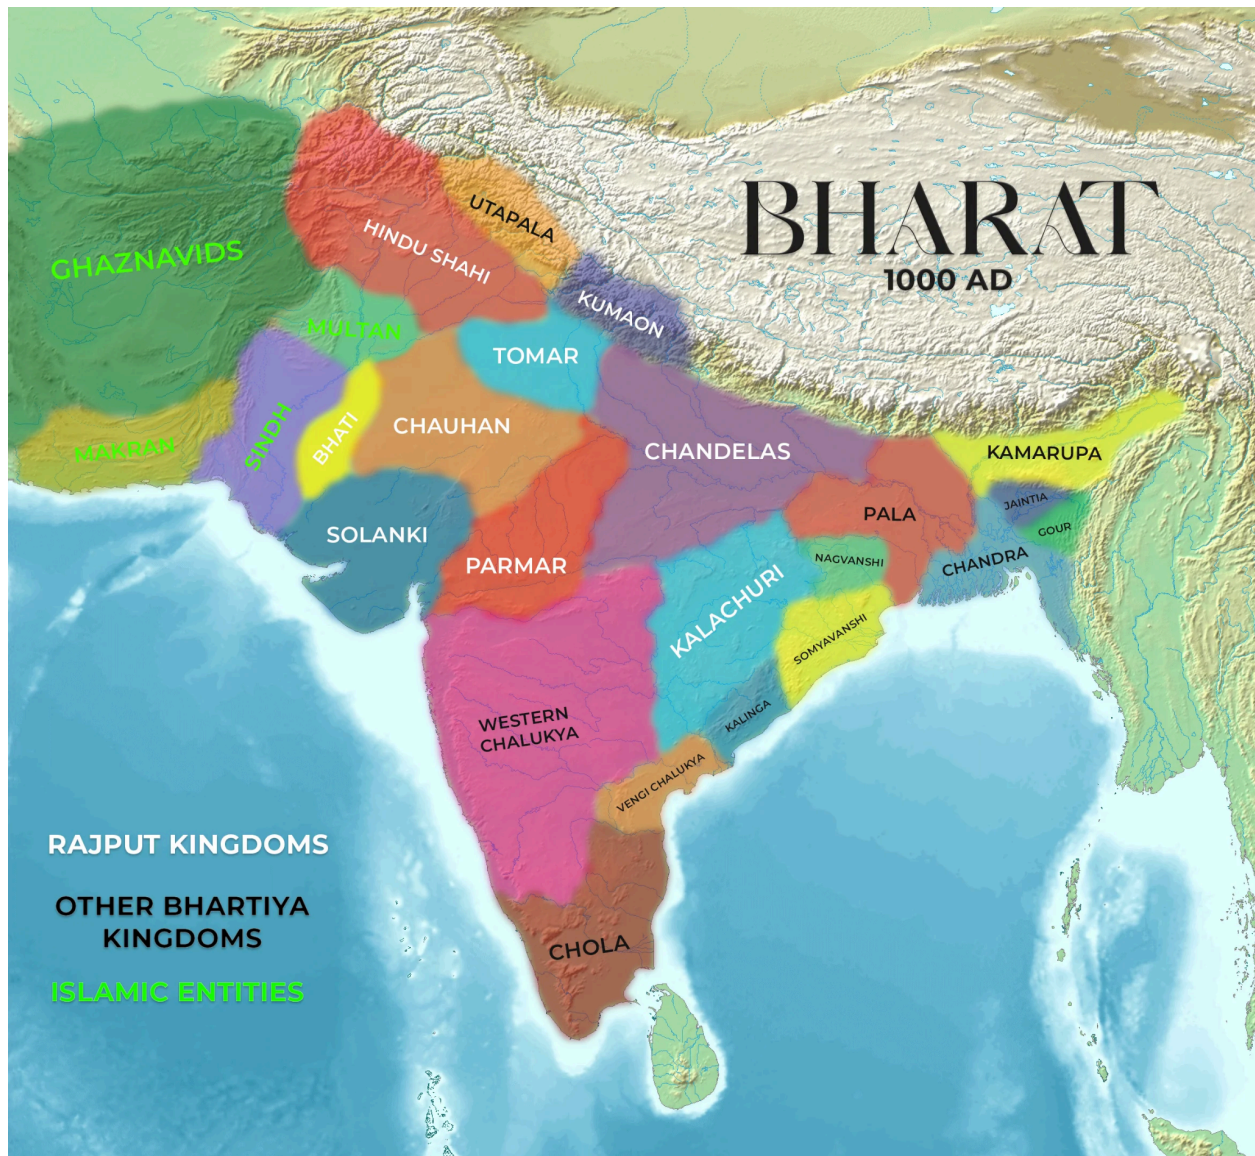 BHARAT
1000 AD
GHAZNAVIDS
HINDU SHAHI
UTAPALA
KUMAON
MULTAN
TOMAR
MAKRAN
SINDH
BHATI
CHAUHAN
CHANDELAS
KAMARUPA
JAINTIA
GOUR
SOLANKI
PARMAR
PALA
NAGVANSHI
CHANDRA
KALACHURI
SOMYAVANSHI
WESTERN
CHALUKYA
KALINGA
VENGI CHALUKYA
CHOLA
RAJPUT KINGDOMS
OTHER BHARTIYA
KINGDOMS
ISLAMIC ENTITIES